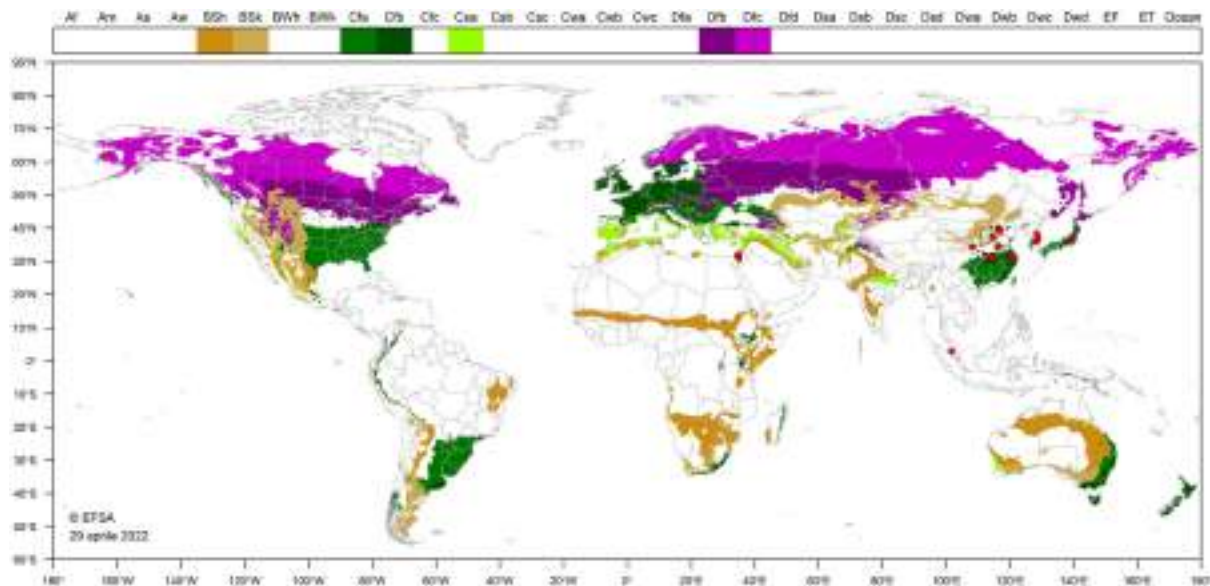 Af Am As Aw BSh BSk BWh BWk Cfa Cfb Cfc Csa Csb Csc Cwa Cwb Cwc Dfa Dfb Dfc Dfd Dsa Dsb Dsc Dsd Dwa Dwb Dwc Dwd EF ET Ocean
90°N
80°N
70°N
60°N
50°N
40°N
30°N
20°N
10°N
0°
10°S
20°S
30°S
40°S
50°S
60°S
© EFSA
29 aprile 2022
180° 160°W 140°W 120°W 100°W 80°W 60°W 40°W 20°W 0° 20°E 40°E 60°E 80°E 100°E 120°E 140°E 160°E